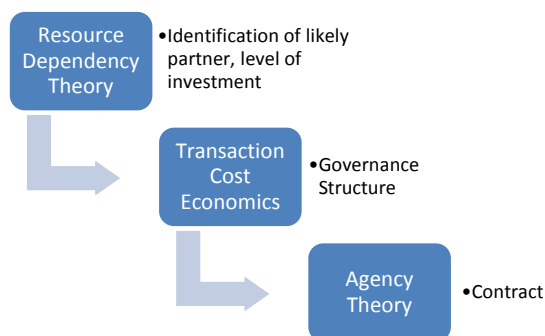 Resource
Dependency
Theory
•Identification of likely
partner, level of
investment
Transaction
Cost
Economics
•Governance
Structure
Agency
Theory
•Contract